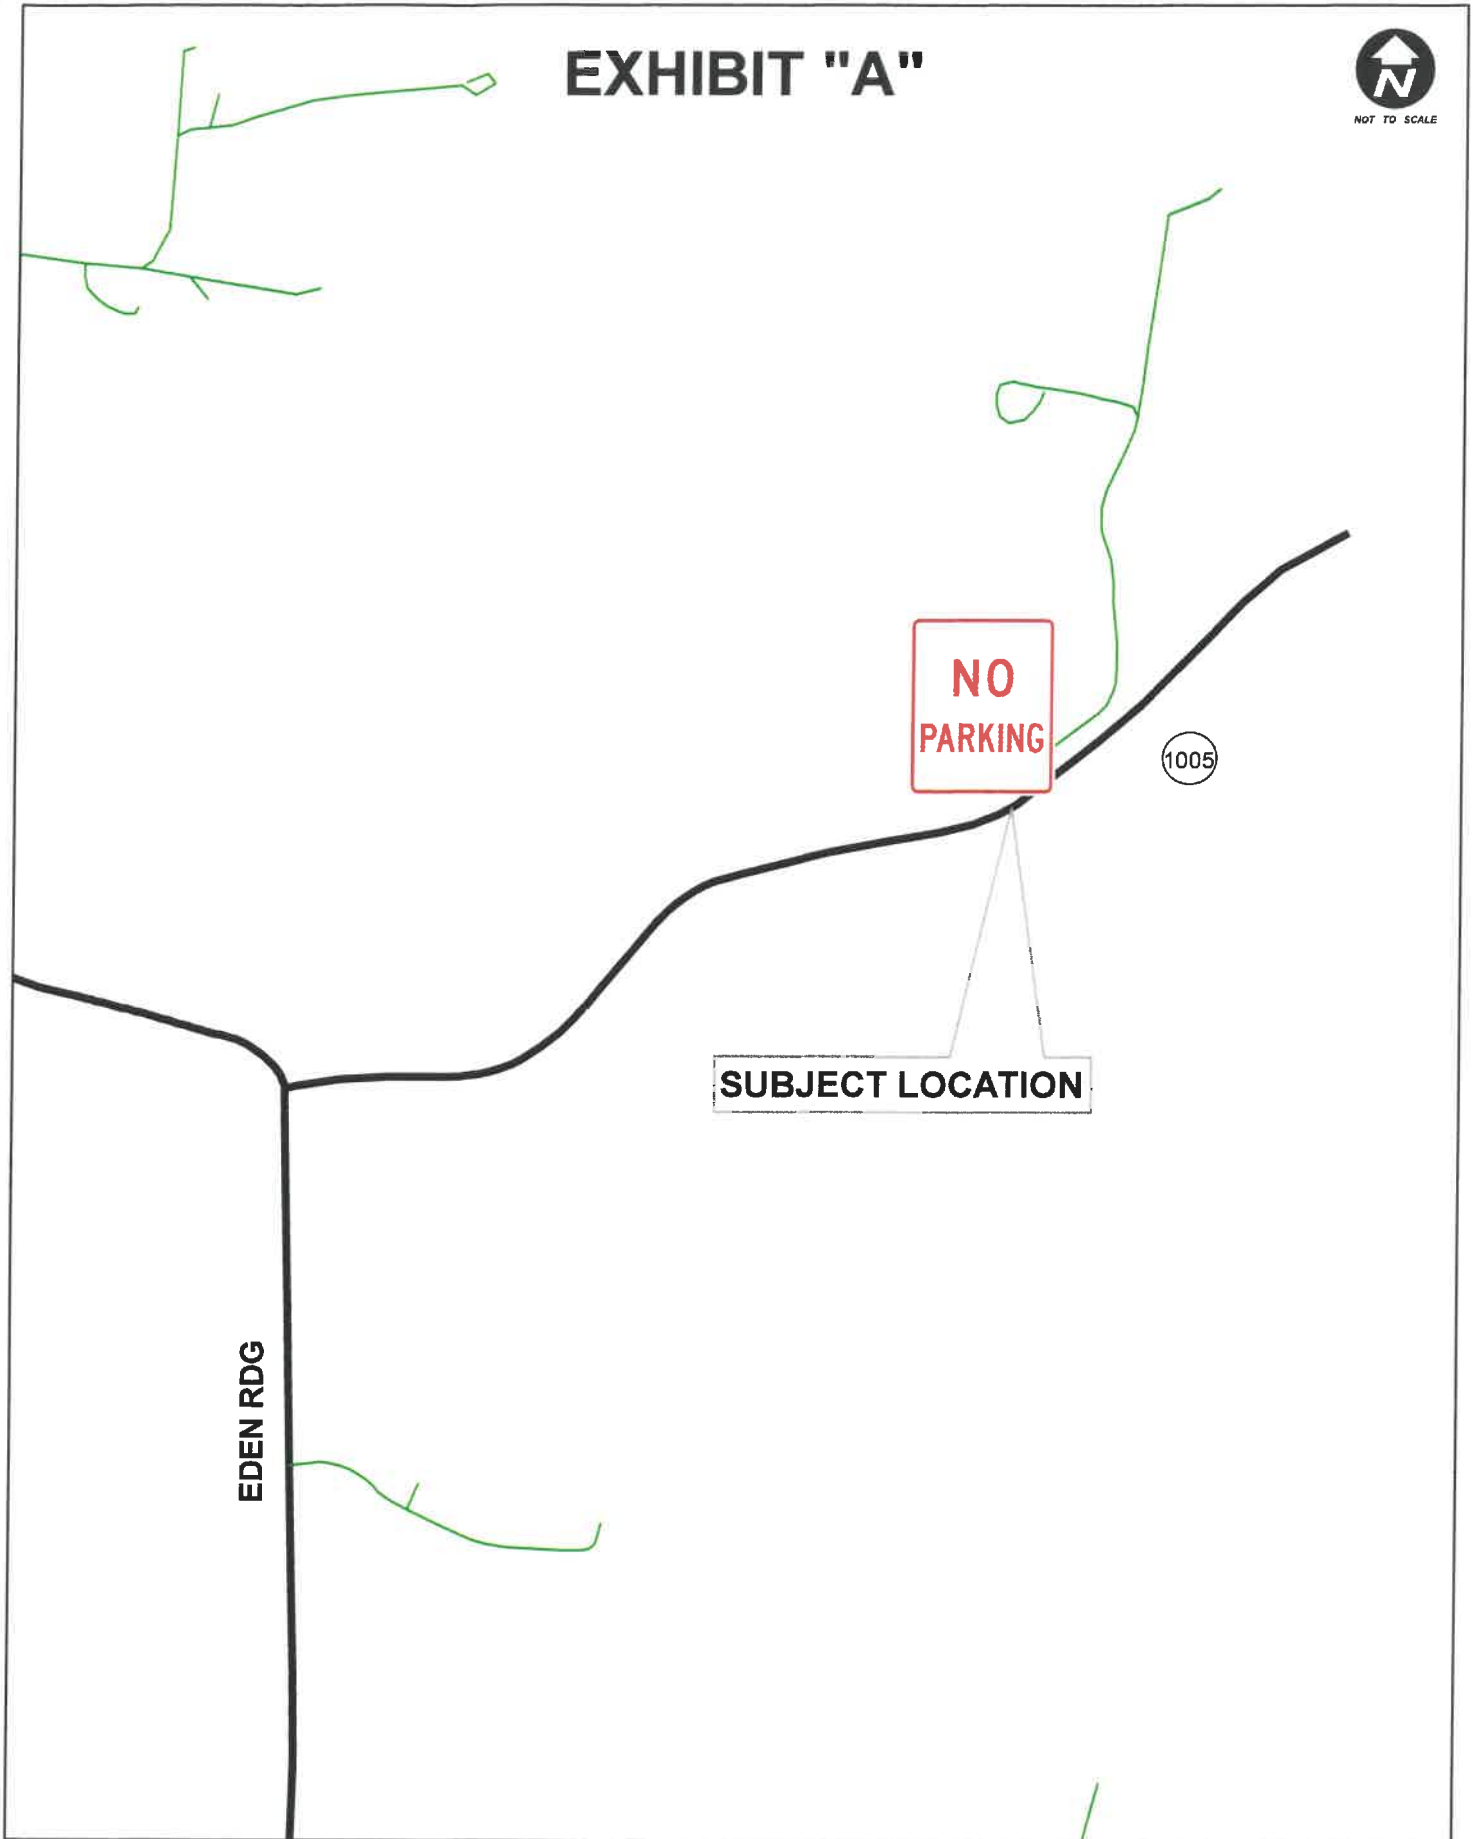 EXHIBIT "A"
N
NOT TO SCALE
NO
PARKING
1005
SUBJECT LOCATION
EDEN RDG